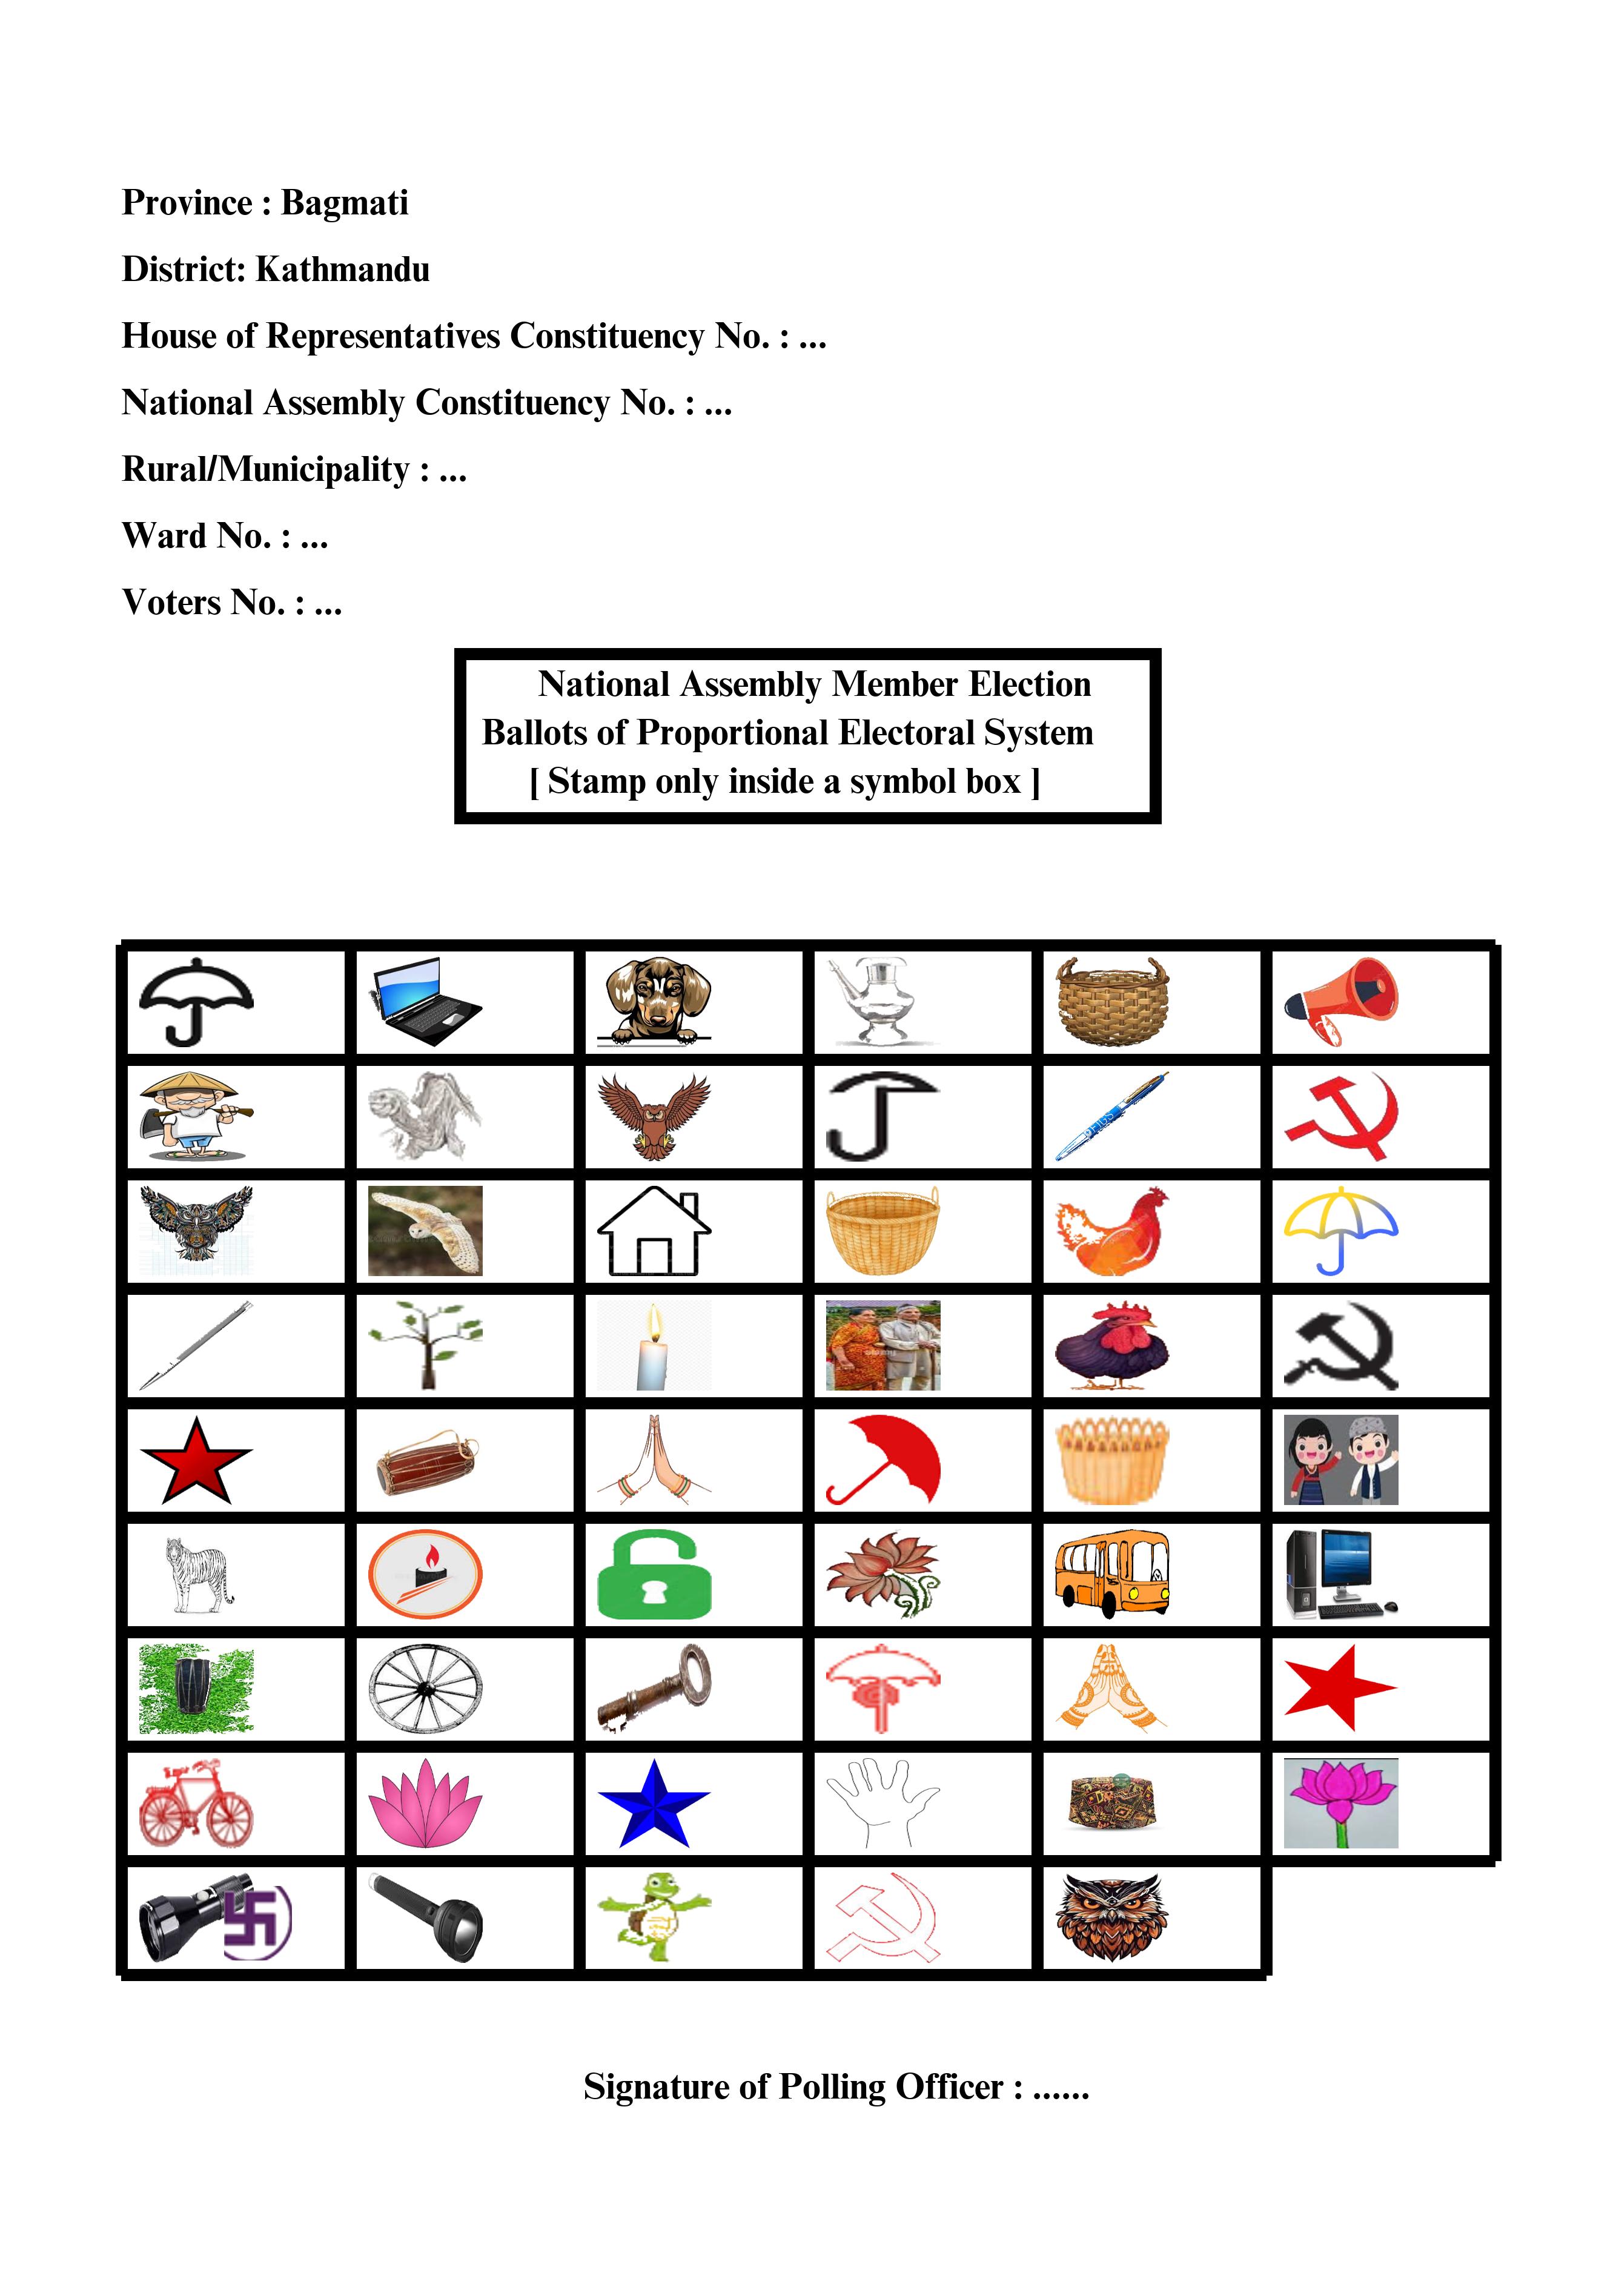 Province : Bagmati
District: Kathmandu
House of Representatives Constituency No. : ...
National Assembly Constituency No. : ...
Rural/Municipality : ...
Ward No. : ...
Voters No. : ...
National Assembly Member Election
Ballots of Proportional Electoral System
[ Stamp only inside a symbol box ]
Signature of Polling Officer : ......